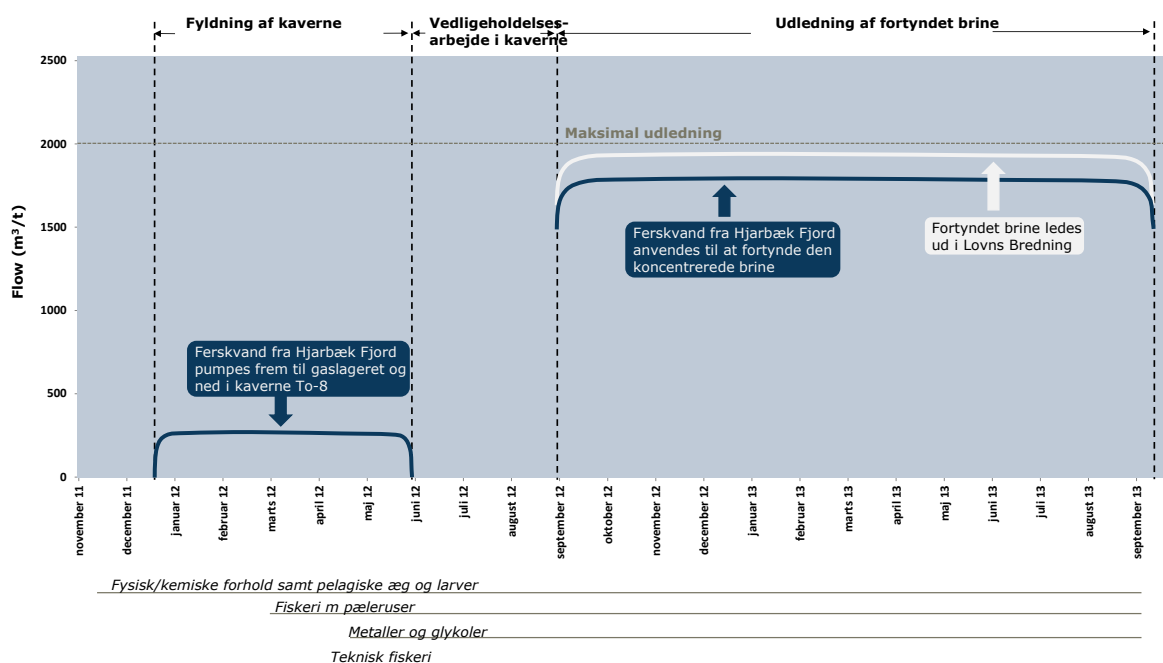 Fyldning af kaverne
Vedligeholdelses-
arbejde i kaverne
Udledning af fortyndet brine
2500
2000
1500
1000
500
0
Flow (m³/t)
Maksimal udledning
Ferskvand fra Hjarbæk Fjord
anvendes til at fortynde den
koncentrerede brine
Fortyndet brine ledes
ud i Lovns Bredning
Ferskvand fra Hjarbæk Fjord
pumpes frem til gaslageret og
ned i kaverne To-8
november 11
december 11
januar 12
februar 12
marts 12
april 12
maj 12
juni 12
juli 12
august 12
september 12
oktober 12
november 12
december 12
januar 13
februar 13
marts 13
april 13
maj 13
juni 13
juli 13
august 13
september 13
Fysisk/kemiske forhold samt pelagiske æg og larver
Fiskeri m pæleruser
Metaller og glykoler
Teknisk fiskeri